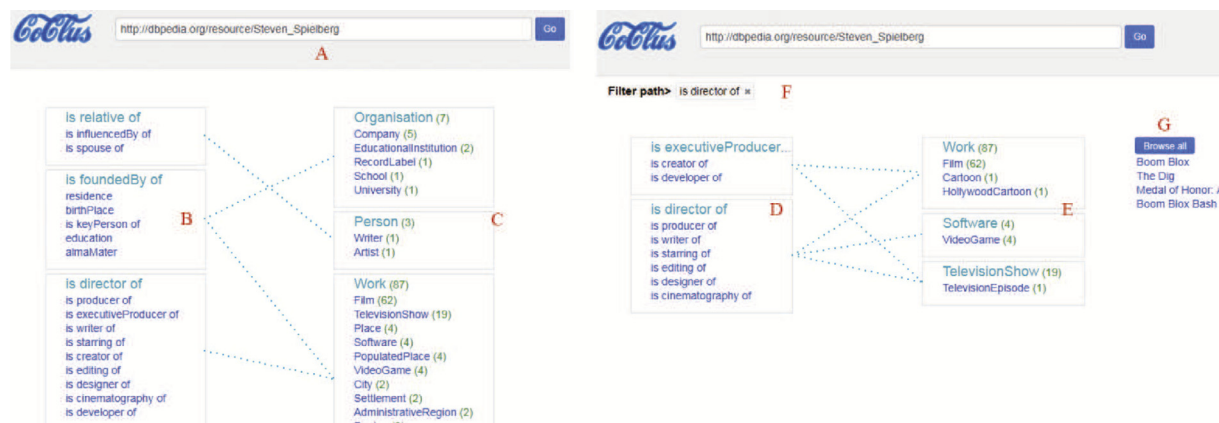 CoClus
http://dbpedia.org/resource/Steven_Spielberg
Go
A
is relative of
is influencedBy of
is spouse of
is foundedBy of
residence
birthPlace
is keyPerson of
education
almaMater
B
is director of
is producer of
is executiveProducer of
is writer of
is starring of
is creator of
is editing of
is designer of
is cinematography of
is developer of
Organisation (7)
Company (5)
EducationalInstitution (2)
RecordLabel (1)
School (1)
University (1)
Person (3)
Writer (1)
Artist (1)
C
Work (87)
Film (62)
TelevisionShow (19)
Place (4)
Software (4)
PopulatedPlace (4)
VideoGame (4)
City (2)
Settlement (2)
AdministrativeRegion (2)
CoClus
http://dbpedia.org/resource/Steven_Spielberg
Go
Filter path> is director of × F
is executiveProducer...
is creator of
is developer of
is director of
D
is producer of
is writer of
is starring of
is editing of
is designer of
is cinematography of
Work (87)
Film (62)
Cartoon (1)
HollywoodCartoon (1)
E
Software (4)
VideoGame (4)
TelevisionShow (19)
TelevisionEpisode (1)
G
Browse all
Boom Blox
The Dig
Medal of Honor:
Boom Blox Bash